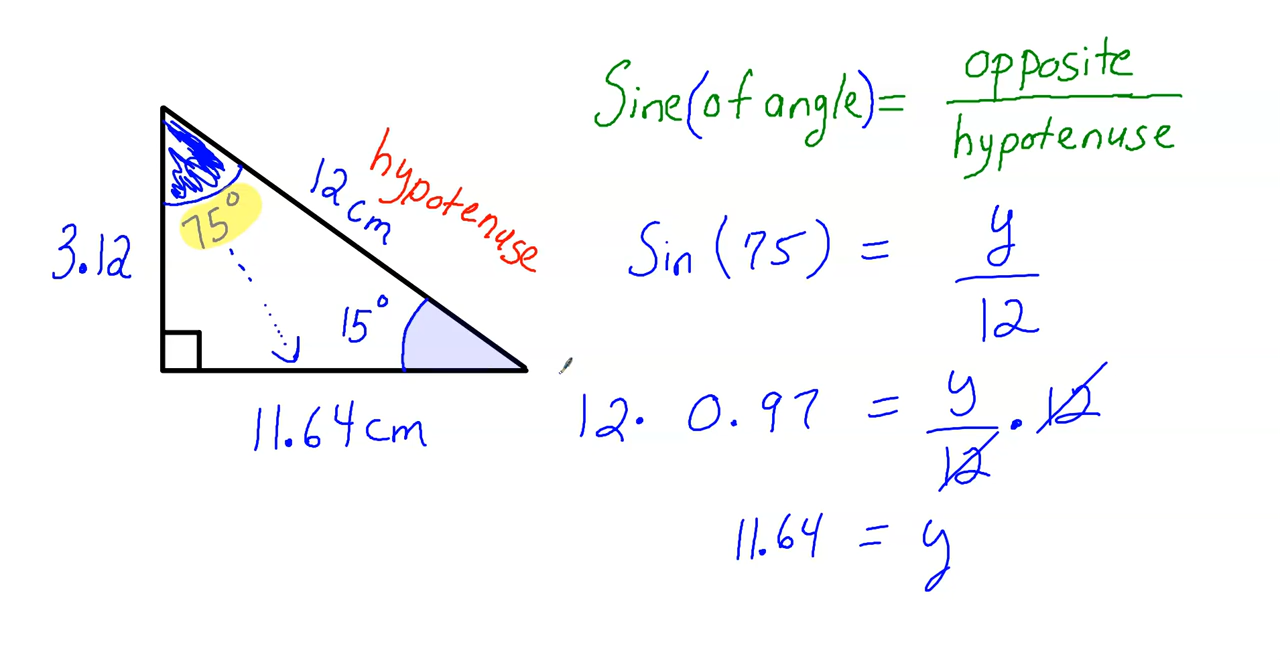 Sine(of angle) = opposite / hypotenuse
hypotenuse
12 cm
75°
3.12
15°
11.64 cm
Sin (75) = y / 12
12 · 0.97 = y / 12 · 12
11.64 = y